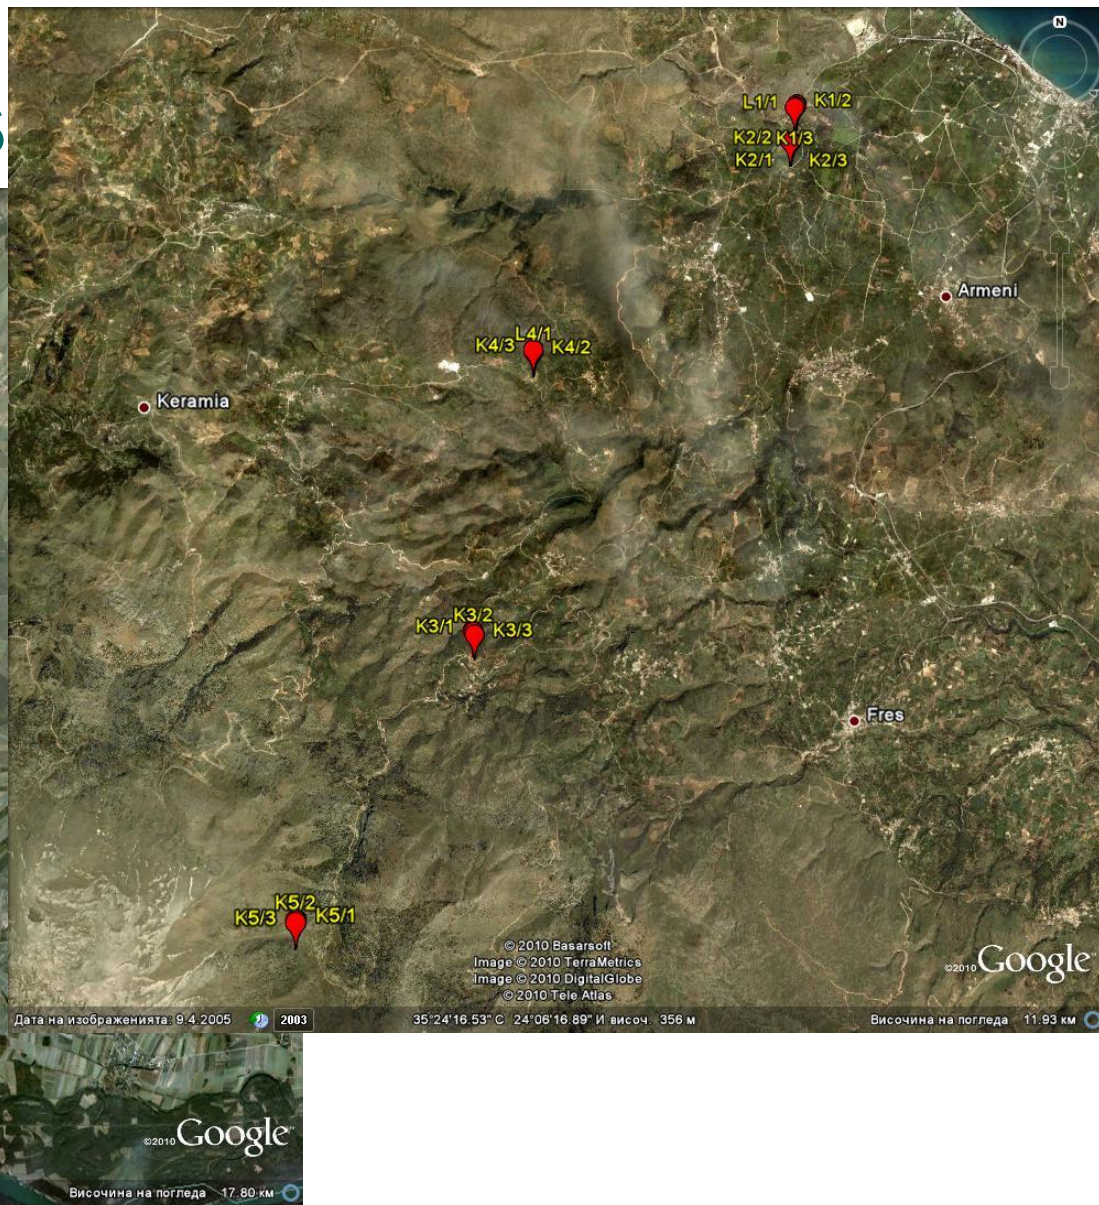 N
L1/1 K1/2
K2/2 K1/3
K2/1 K2/3
Armeni
L4/1
K4/3 K4/2
Keramia
K3/2
K3/1 K3/3
Fres
K5/2
K5/3 K5/1
© 2010 Basarsoft
Image © 2010 TerraMetrics
Image © 2010 DigitalGlobe
© 2010 Tele Atlas
©2010 Google
Дата на изображенията: 9.4.2005 2003 35°24'16.53" С 24°06'16.89" И височ. 356 м Височина на погледа 11.93 км
©2010 Google
Височина на погледа 17.80 км